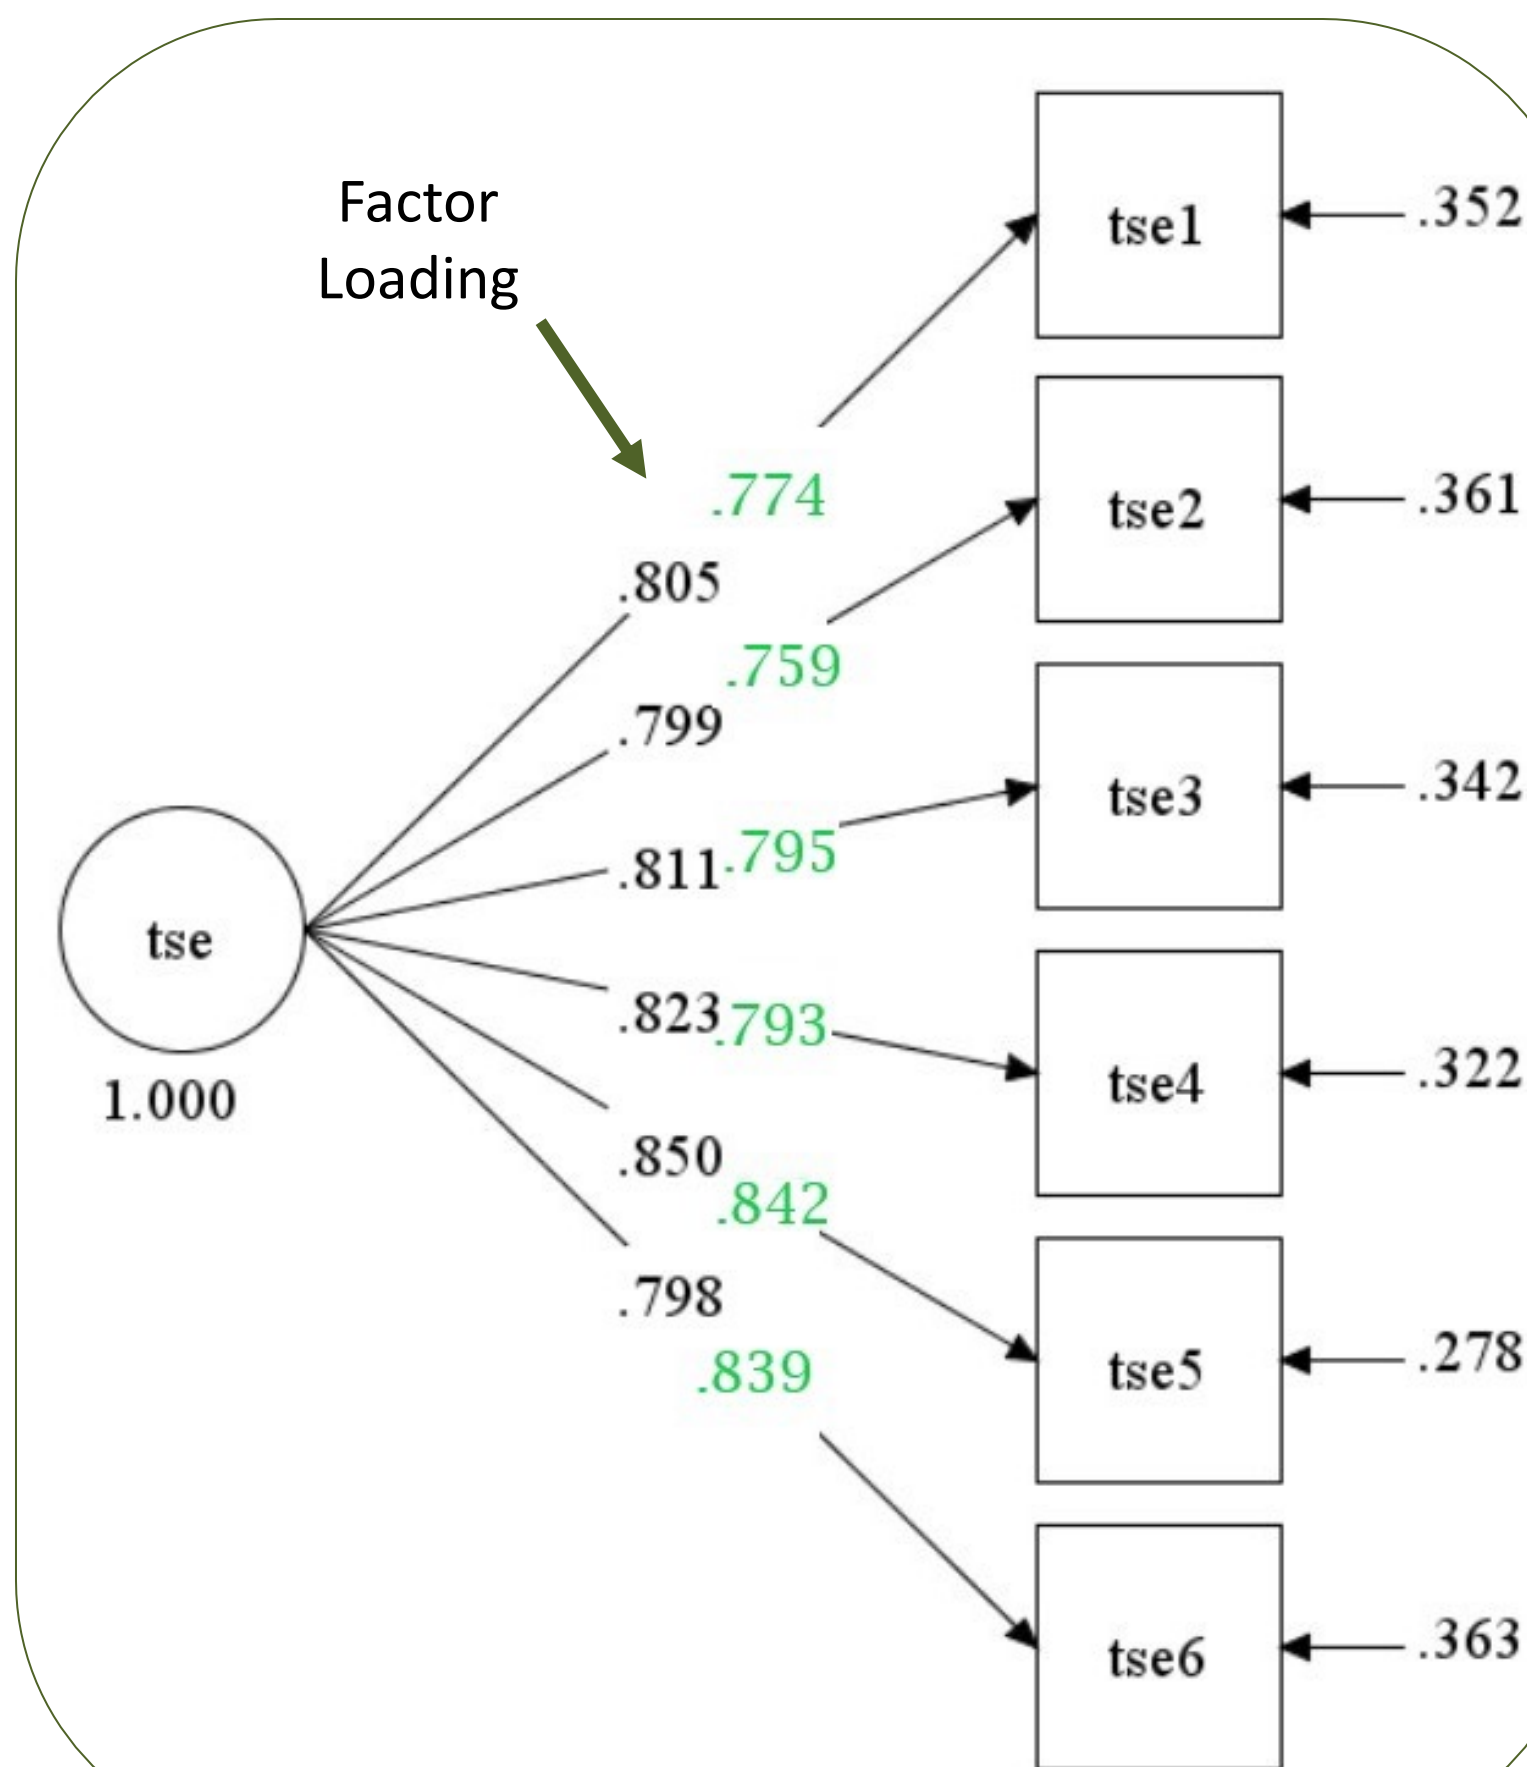 Factor
Loading
tse1
.352
.774
tse2
.361
.805
.759
.799
tse3
.342
.811
.795
tse
1.000
.823
.793
tse4
.322
.850
.842
tse5
.278
.798
.839
tse6
.363